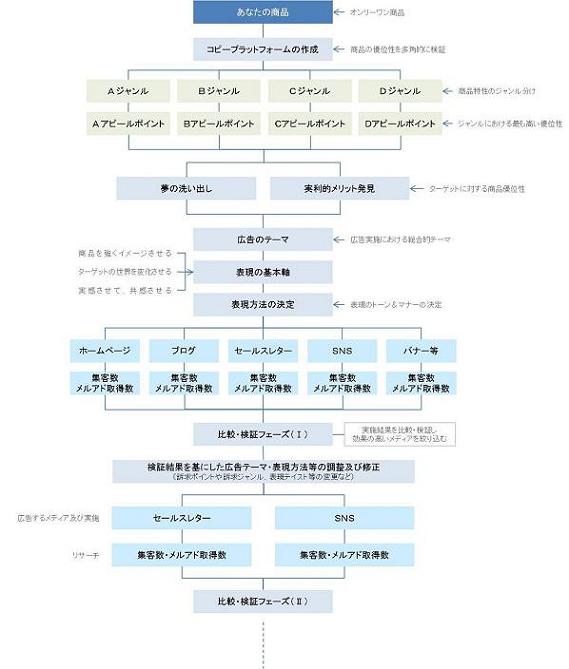 あなたの商品
オンリーワン商品
コピープラットフォームの作成
商品の優位性を多角的に検証
Aジャンル
Bジャンル
Cジャンル
Dジャンル
商品特性のジャンル分け
Aアピールポイント
Bアピールポイント
Cアピールポイント
Dアピールポイント
ジャンルにおける最も高い優位性
夢の洗い出し
実利的メリット発見
ターゲットに対する商品優位性
広告のテーマ
広告実施における総合的テーマ
商品を強くイメージさせる
ターゲットの世界を変化させる
実感させて、共感させる
表現の基本軸
表現方法の決定
表現のトーン&マナーの決定
ホームページ
ブログ
セールスレター
SNS
バナー等
集客数
メルアド取得数
集客数
メルアド取得数
集客数
メルアド取得数
集客数
メルアド取得数
集客数
メルアド取得数
比較・検証フェーズ(Ⅰ)
実施結果を比較・検証し
効果の高いメディアを絞り込む
検証結果を基にした広告テーマ・表現方法等の調整及び修正
(訴求ポイントや訴求ジャンル、表現テイスト等の変更など)
広告するメディア及び実施
セールスレター
SNS
リサーチ
集客数・メルアド取得数
集客数・メルアド取得数
比較・検証フェーズ(Ⅱ)